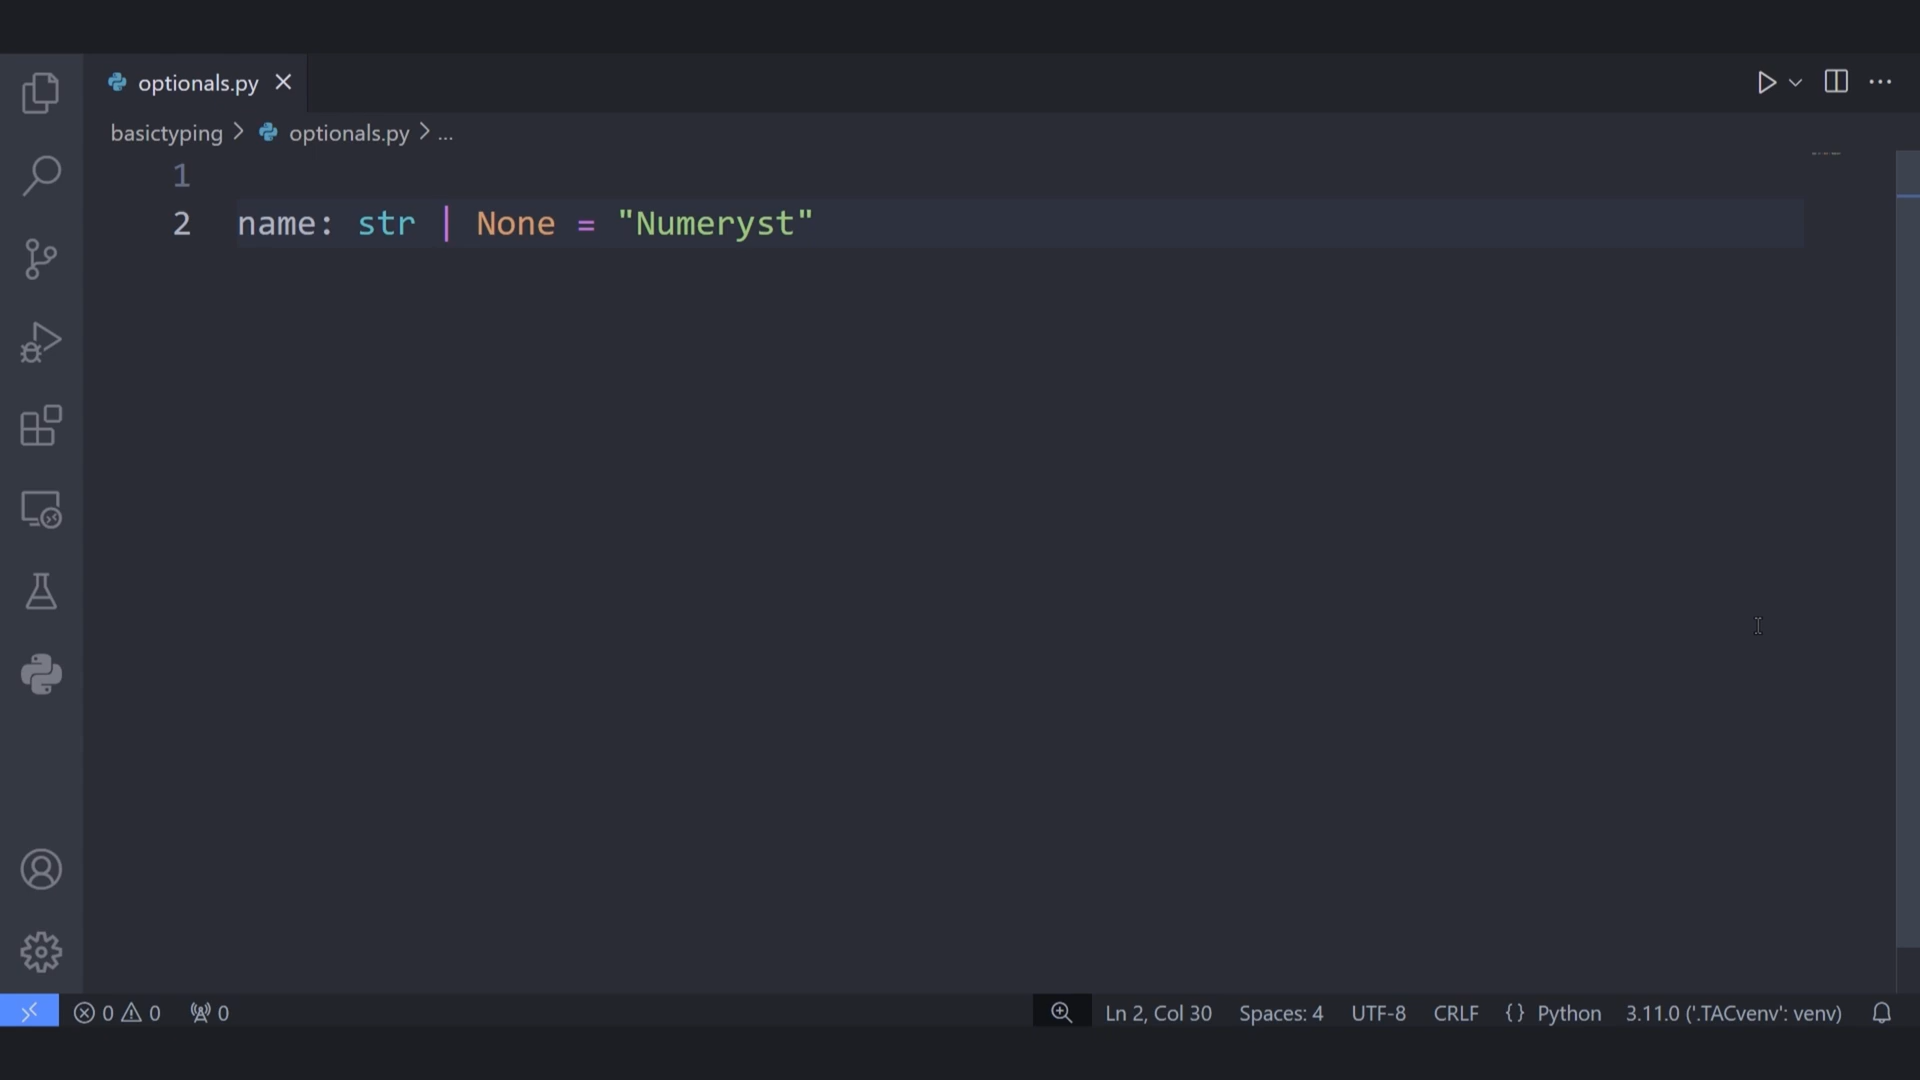 optionals.py
basictyping > optionals.py > ...
1
2 name: str | None = "Numeryst"
0 0 0 Ln 2, Col 30 Spaces: 4 UTF-8 CRLF {} Python 3.11.0 ('.TACvenv': venv)